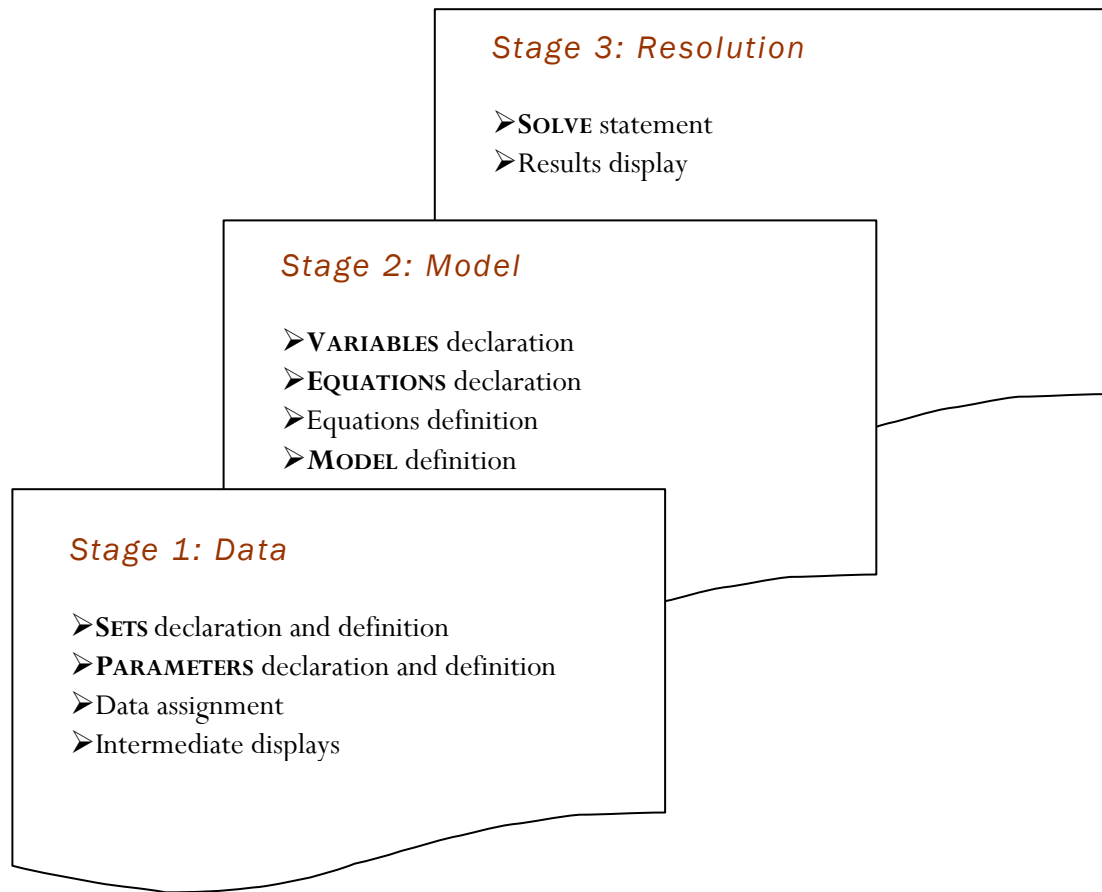 Stage 3: Resolution
➢SOLVE statement
➢Results display
Stage 2: Model
➢VARIABLES declaration
➢EQUATIONS declaration
➢Equations definition
➢MODEL definition
Stage 1: Data
➢SETS declaration and definition
➢PARAMETERS declaration and definition
➢Data assignment
➢Intermediate displays